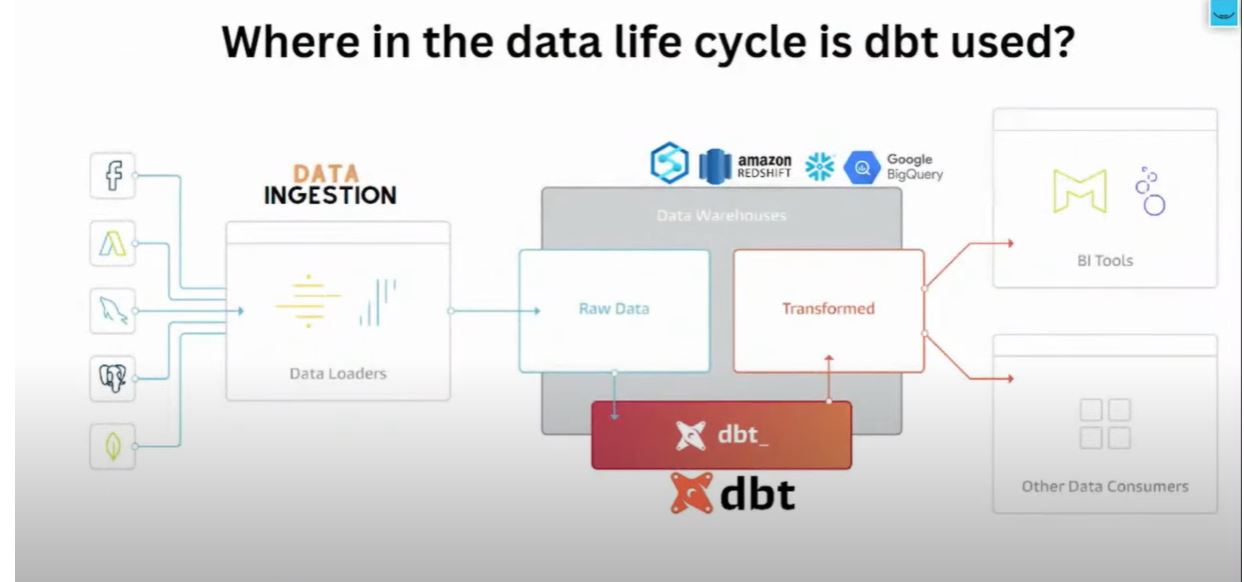 Where in the data life cycle is dbt used?
DATA
INGESTION
Data Loaders
amazon
REDSHIFT
Google
BigQuery
Data Warehouses
Raw Data
Transformed
dbt_
dbt
BI Tools
Other Data Consumers